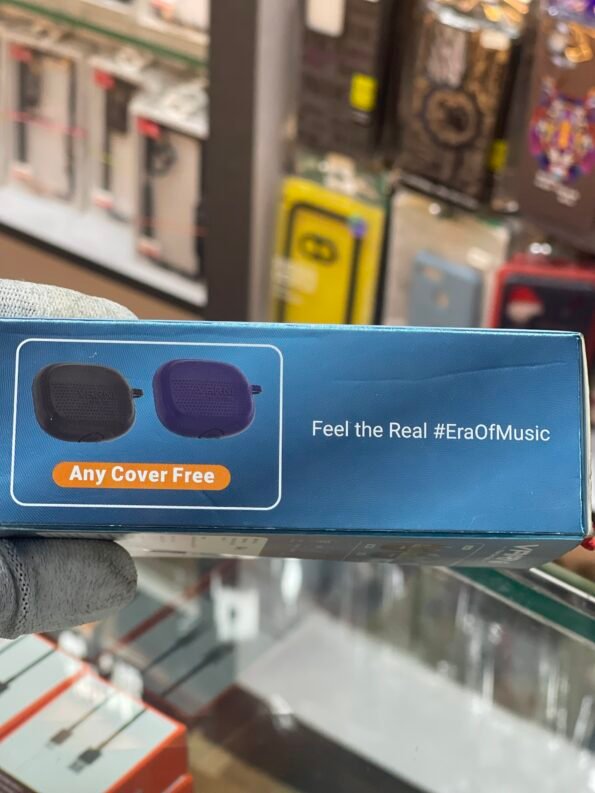 Any Cover Free
Feel the Real #EraOfMusic